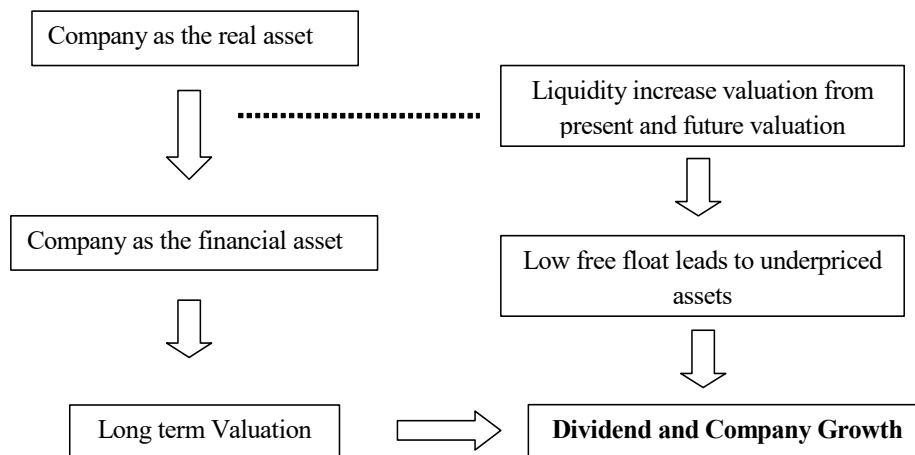 Company as the real asset
Liquidity increase valuation from
present and future valuation
Company as the financial asset
Low free float leads to underpriced
assets
Long term Valuation
Dividend and Company Growth